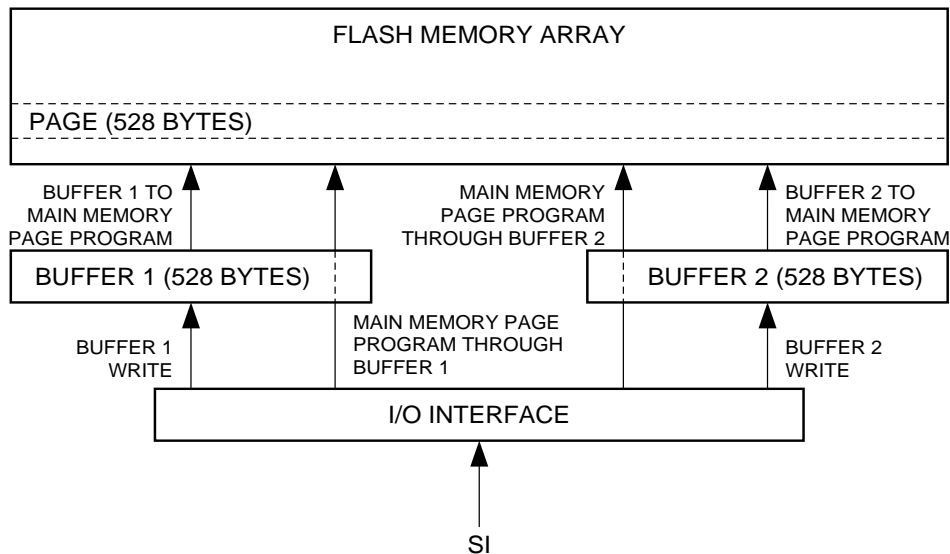 FLASH MEMORY ARRAY
PAGE (528 BYTES)
BUFFER 1 TO
MAIN MEMORY
PAGE PROGRAM
MAIN MEMORY
PAGE PROGRAM
THROUGH BUFFER 2
BUFFER 2 TO
MAIN MEMORY
PAGE PROGRAM
BUFFER 1 (528 BYTES)
BUFFER 2 (528 BYTES)
BUFFER 1
WRITE
MAIN MEMORY PAGE
PROGRAM THROUGH
BUFFER 1
BUFFER 2
WRITE
I/O INTERFACE
SI